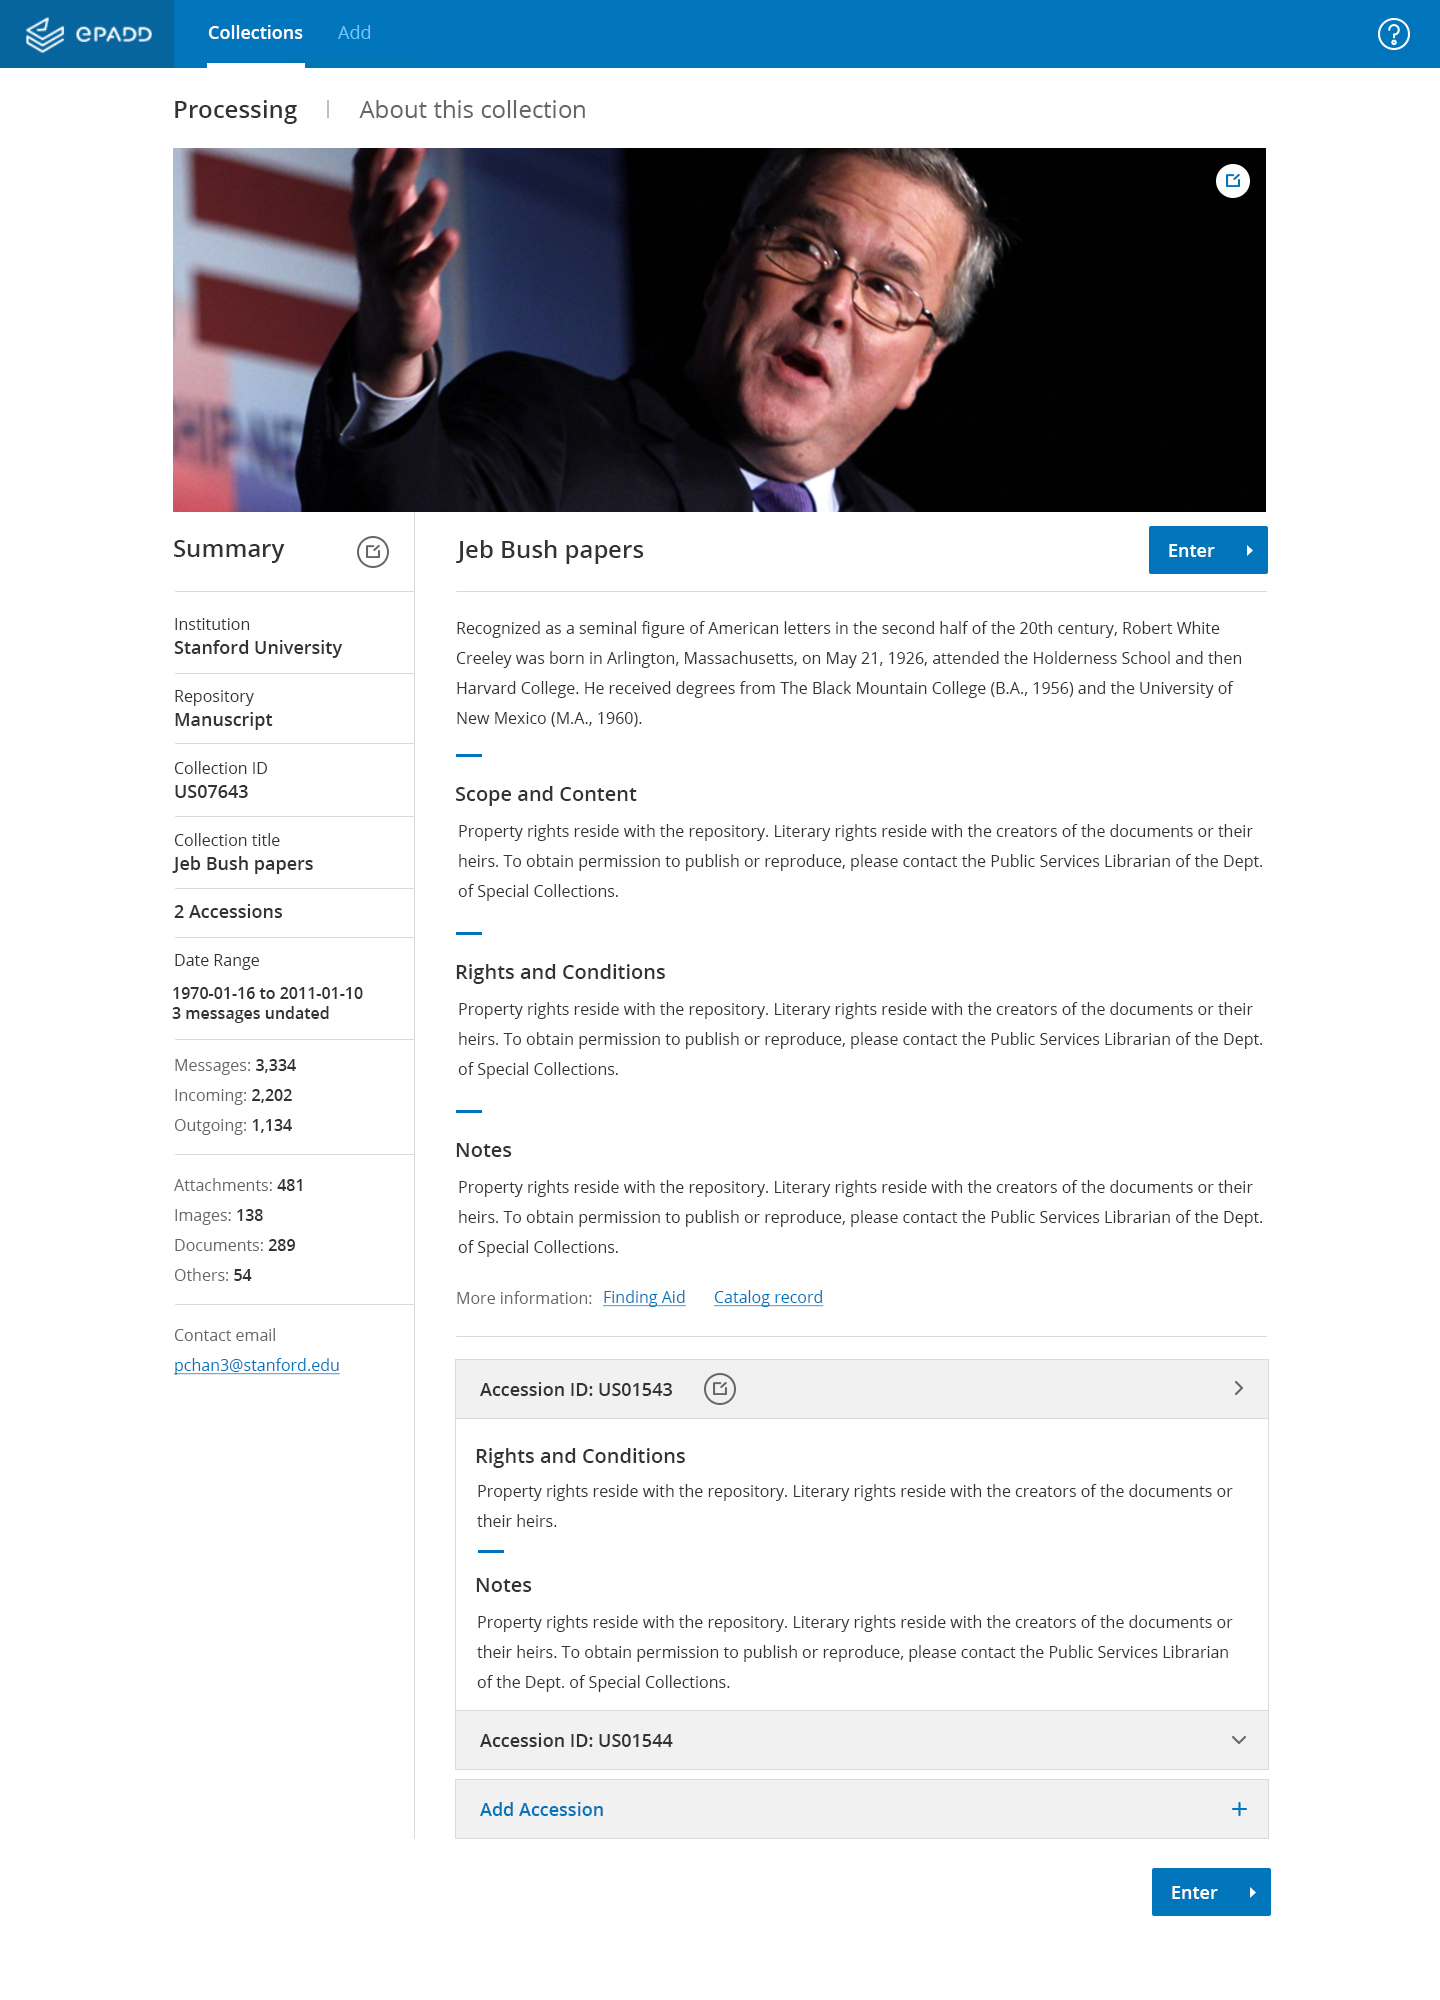 ePADD
Collections
Add
Processing
About this collection
HIP NE
Summary
Institution
Stanford University
Repository
Manuscript
Collection ID
US07643
Collection title
Jeb Bush papers
2 Accessions
Date Range
1970-01-16 to 2011-01-10
3 messages undated
Messages: 3,334
Incoming: 2,202
Outgoing: 1,134
Attachments: 481
Images: 138
Documents: 289
Others: 54
Contact email
pchan3@stanford.edu
Jeb Bush papers
Enter
Recognized as a seminal figure of American letters in the second half of the 20th century, Robert White
Creeley was born in Arlington, Massachusetts, on May 21, 1926, attended the Holderness School and then
Harvard College. He received degrees from The Black Mountain College (B.A., 1956) and the University of
New Mexico (M.A., 1960).
Scope and Content
Property rights reside with the repository. Literary rights reside with the creators of the documents or their
heirs. To obtain permission to publish or reproduce, please contact the Public Services Librarian of the Dept.
of Special Collections.
Rights and Conditions
Property rights reside with the repository. Literary rights reside with the creators of the documents or their
heirs. To obtain permission to publish or reproduce, please contact the Public Services Librarian of the Dept.
of Special Collections.
Notes
Property rights reside with the repository. Literary rights reside with the creators of the documents or their
heirs. To obtain permission to publish or reproduce, please contact the Public Services Librarian of the Dept.
of Special Collections.
More information: Finding Aid Catalog record
Accession ID: US01543
Rights and Conditions
Property rights reside with the repository. Literary rights reside with the creators of the documents or
their heirs.
Notes
Property rights reside with the repository. Literary rights reside with the creators of the documents or
their heirs. To obtain permission to publish or reproduce, please contact the Public Services Librarian
of the Dept. of Special Collections.
Accession ID: US01544
Add Accession
Enter